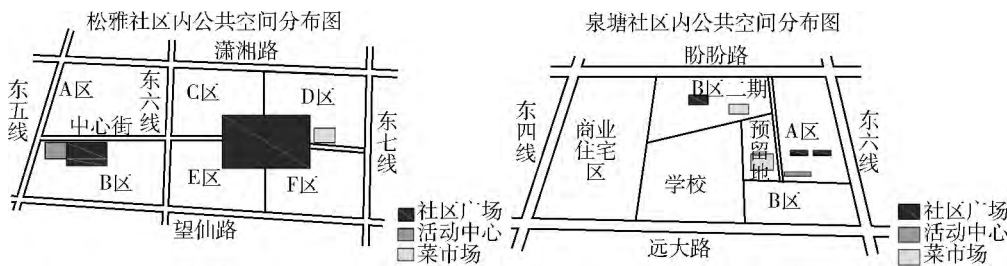 松雅社区内公共空间分布图
潇湘路
东五线
A区
东六线
C区
D区
东七线
中心街
B区
E区
F区
望仙路
社区广场
活动中心
菜市场
泉塘社区内公共空间分布图
盼盼路
东四线
商业
住宅
区
B区二期
预留地
A区
东六线
学校
B区
远大路
社区广场
活动中心
菜市场